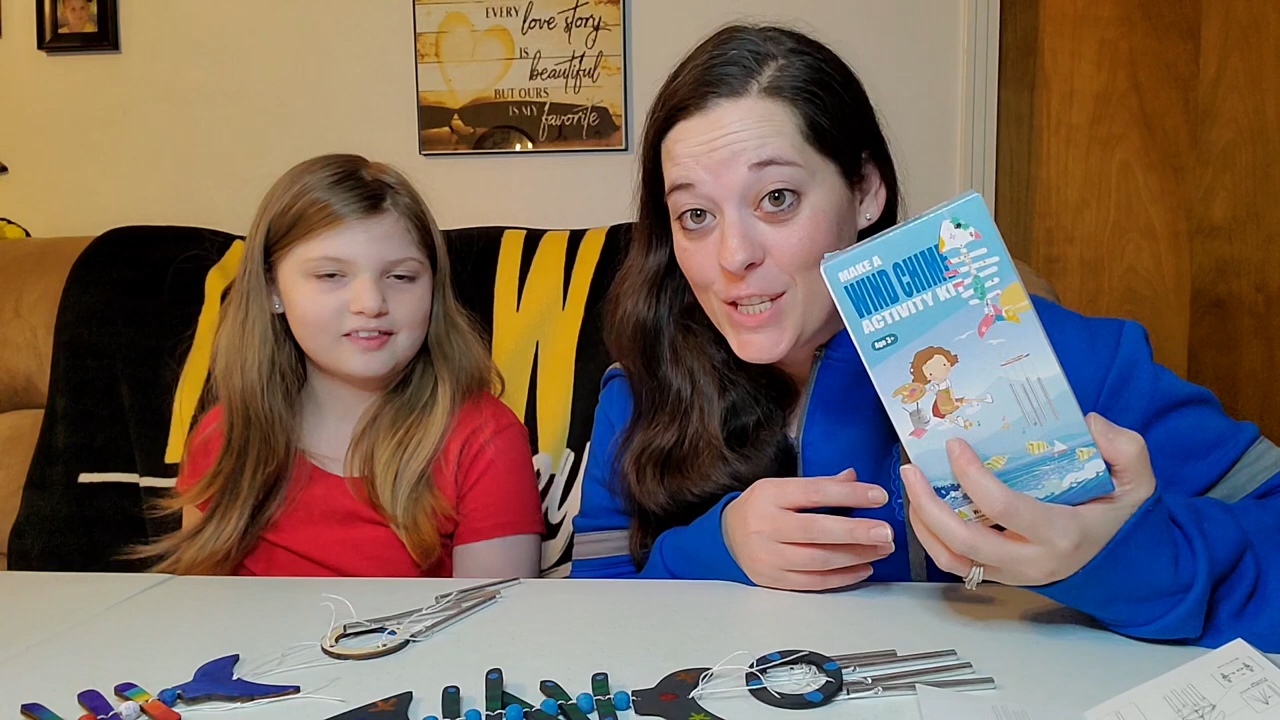 EVERY love story
IS
beautiful
BUT OURS
IS MY favorite
MAKE A
WIND CHIME
ACTIVITY KIT
Age 3+
W